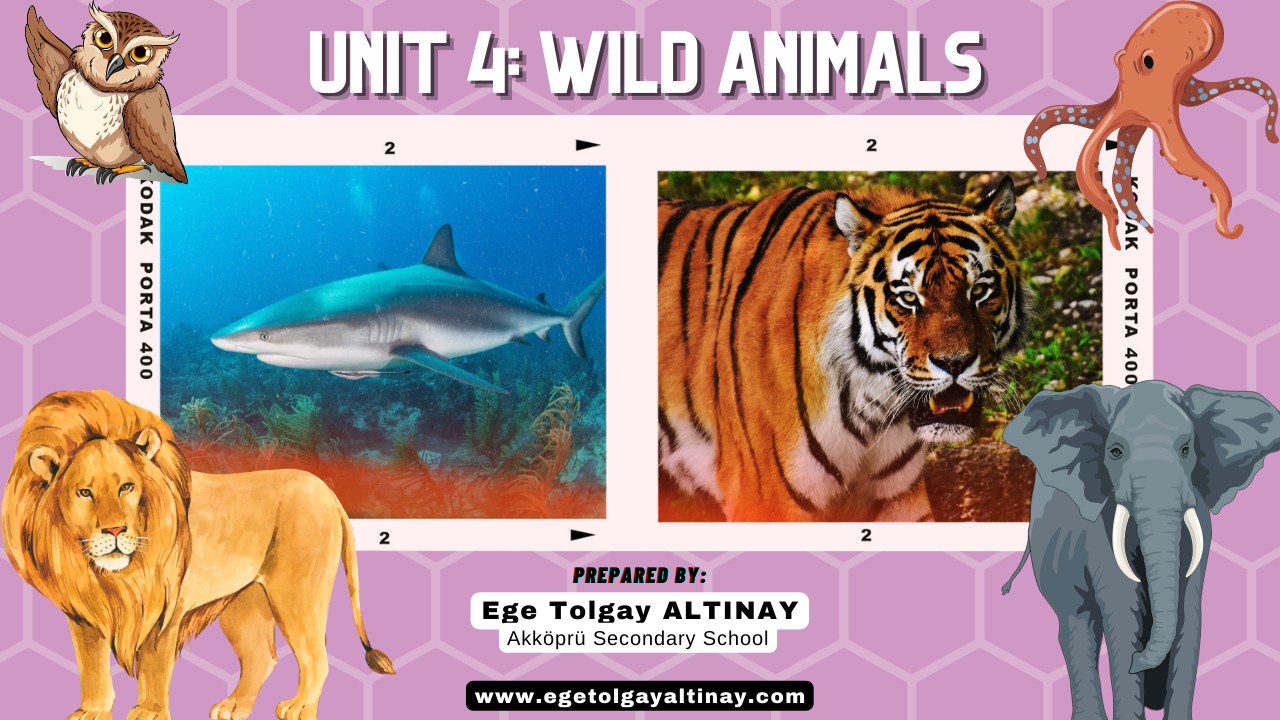 UNIT 4: WILD ANIMALS
2
2
KODAK PORTA 400
KODAK PORTA 400
2
2
PREPARED BY:
Ege Tolgay ALTINAY
Akköprü Secondary School
www.egetolgayaltinay.com